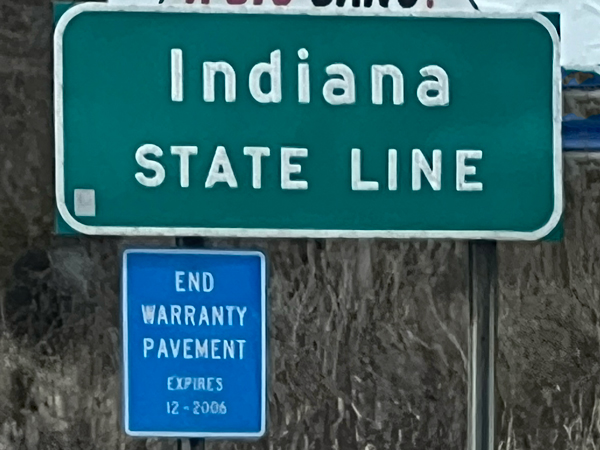 Indiana
STATE LINE
END
WARRANTY
PAVEMENT
EXPIRES
12-2006